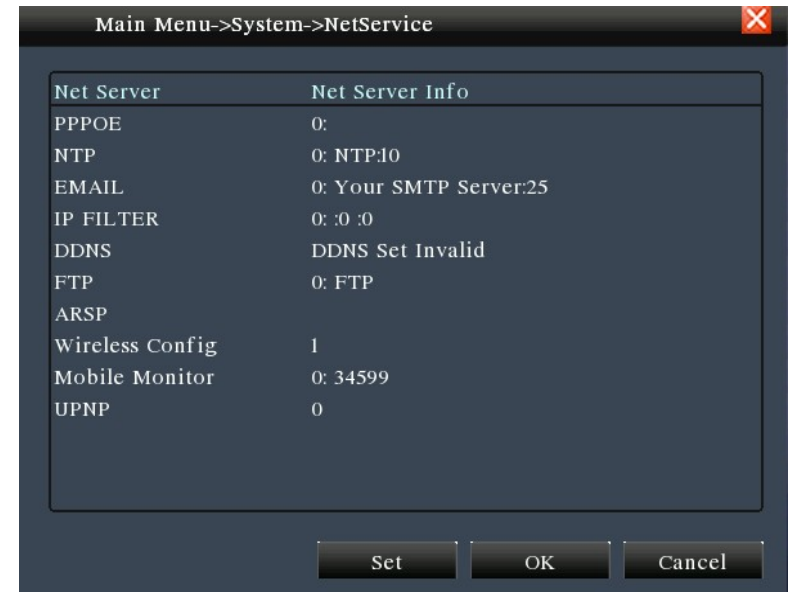 Main Menu->System->NetService
Net Server Net Server Info
PPPOE 0:
NTP 0: NTP:10
EMAIL 0: Your SMTP Server:25
IP FILTER 0: :0 :0
DDNS DDNS Set Invalid
FTP 0: FTP
ARSP
Wireless Config 1
Mobile Monitor 0: 34599
UPNP 0
Set OK Cancel